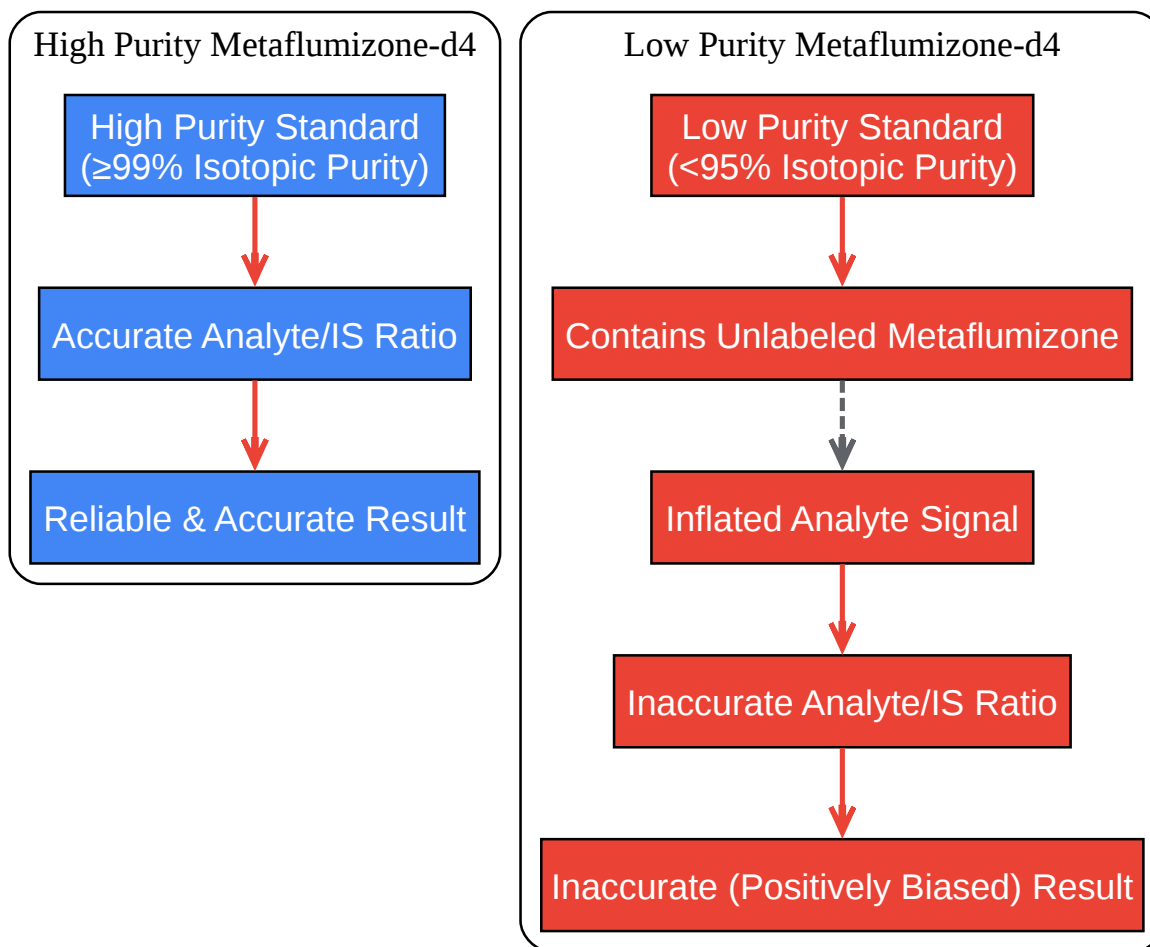 High Purity Metaflumizone-d4
High Purity Standard
(≥99% Isotopic Purity)
Accurate Analyte/IS Ratio
Reliable & Accurate Result
Low Purity Metaflumizone-d4
Low Purity Standard
(<95% Isotopic Purity)
Contains Unlabeled Metaflumizone
Inflated Analyte Signal
Inaccurate Analyte/IS Ratio
Inaccurate (Positively Biased) Result